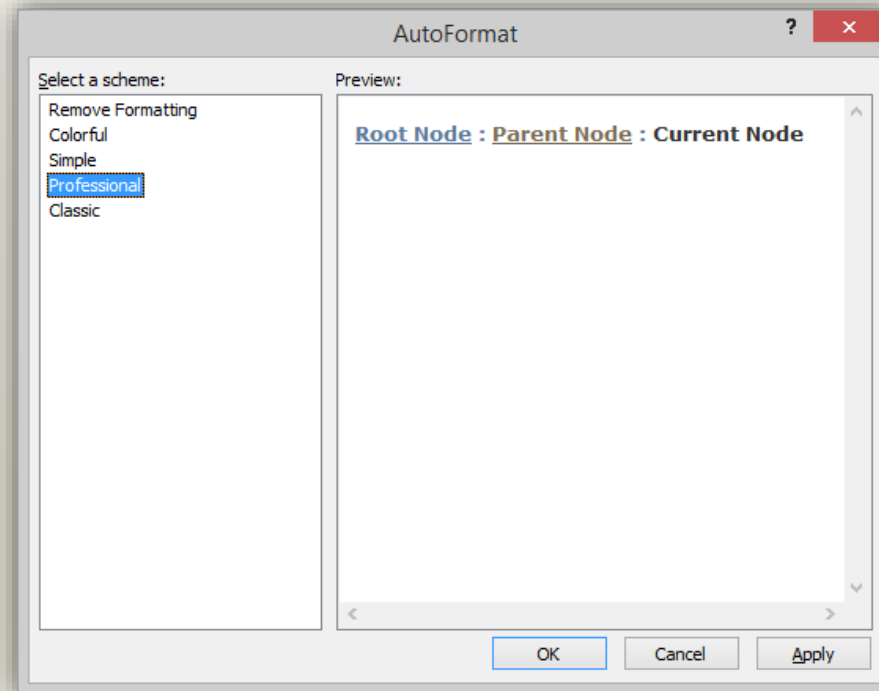 AutoFormat
?
Select a scheme:
Preview:
Remove Formatting
Colorful
Simple
Professional
Classic
Root Node : Parent Node : Current Node
OK
Cancel
Apply